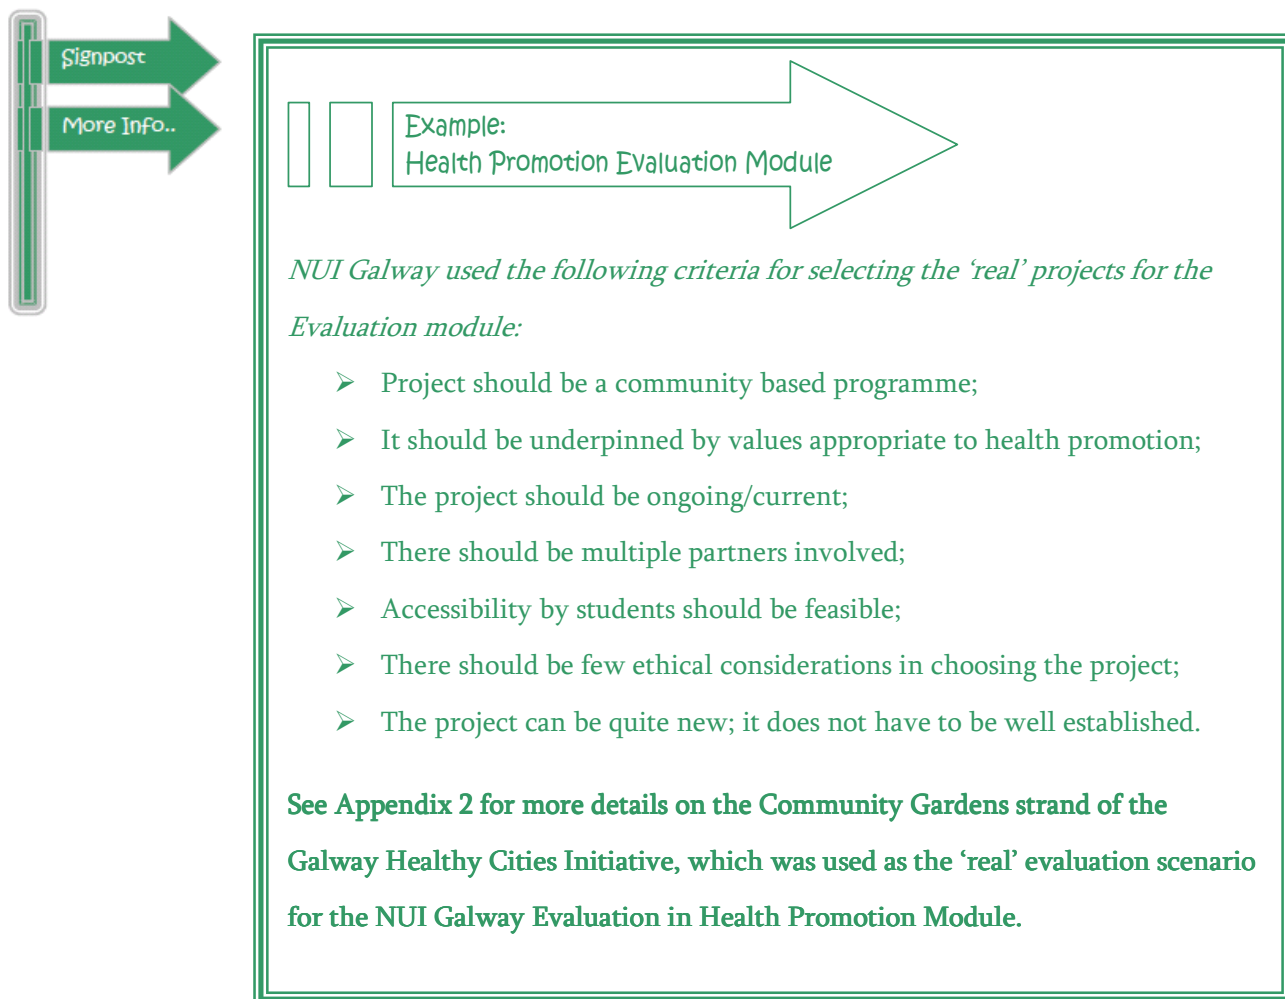 Signpost
More Info..
Example:
Health Promotion Evaluation Module
NUI Galway used the following criteria for selecting the ‘real’ projects for the
Evaluation module:
➢ Project should be a community based programme;
➢ It should be underpinned by values appropriate to health promotion;
➢ The project should be ongoing/current;
➢ There should be multiple partners involved;
➢ Accessibility by students should be feasible;
➢ There should be few ethical considerations in choosing the project;
➢ The project can be quite new; it does not have to be well established.
See Appendix 2 for more details on the Community Gardens strand of the
Galway Healthy Cities Initiative, which was used as the ‘real’ evaluation scenario
for the NUI Galway Evaluation in Health Promotion Module.